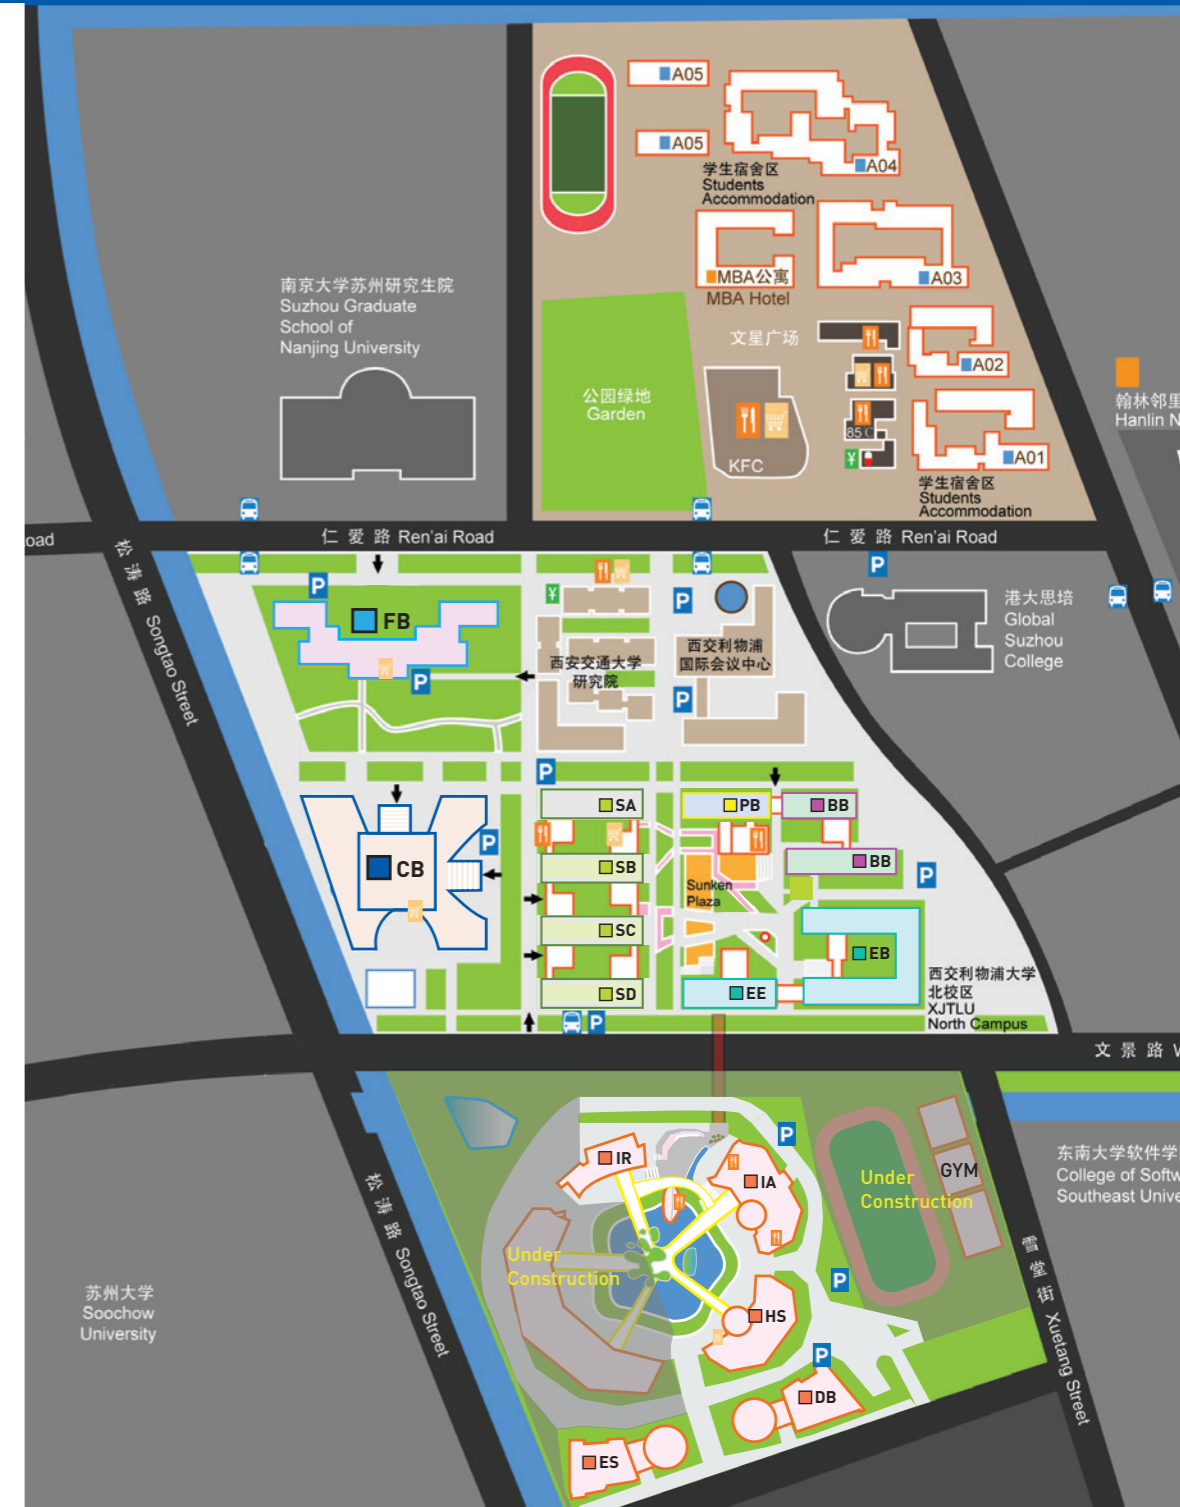 A05
A05
A04
学生宿舍区
Students
Accommodation
MBA公寓
MBA Hotel
A03
南京大学苏州研究生院
Suzhou Graduate
School of
Nanjing University
文星广场
A02
公园绿地
Garden
翰林邻里
Hanlin N
85
KFC
¥
A01
学生宿舍区
Students
Accommodation
oad
仁爱路 Ren'ai Road
仁爱路 Ren'ai Road
松涛路 Songtao Street
P
P
¥
P
FB
港大思培
Global
Suzhou
College
西安交通大学
研究院
西交利物浦
国际会议中心
P
P
P
SA
PB
BB
P
CB
SB
BB
P
Sunken
Plaza
SC
EB
SD
EE
西交利物浦大学
北校区
XJTLU
North Campus
P
文景路 W
P
IR
IA
GYM
Under
Construction
东南大学软件学
College of Softw
Southeast Unive
松涛路 Songtao Street
Under
Construction
P
雪堂街 Xuetang Street
苏州大学
Soochow
University
HS
P
DB
ES